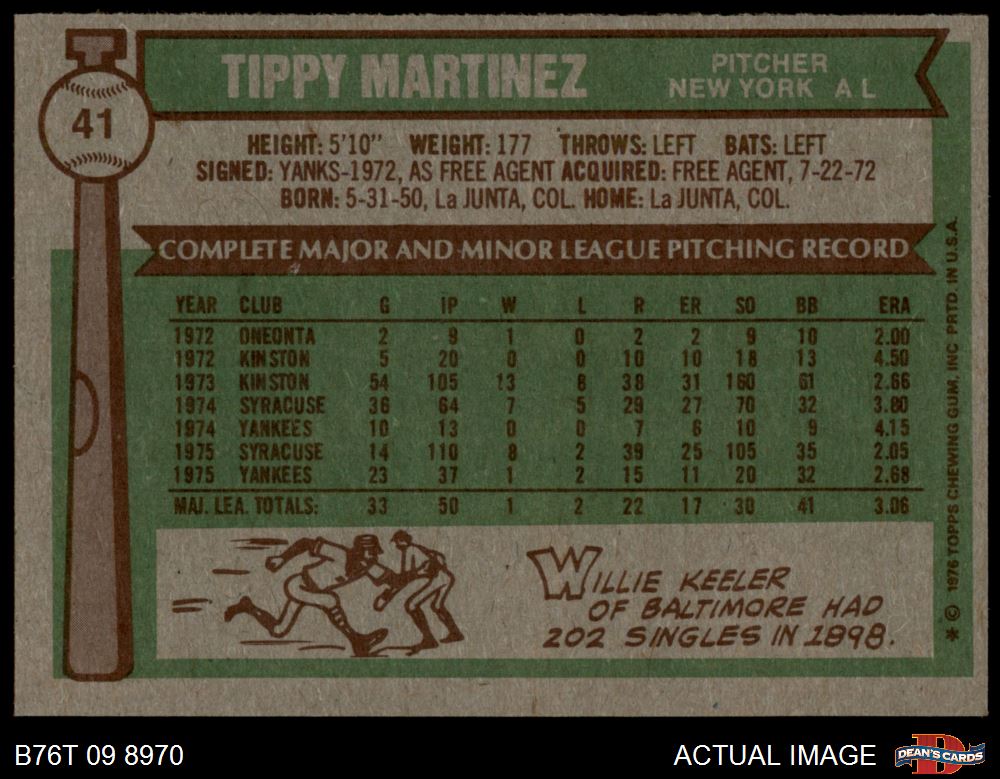 T
41
TIPPY MARTINEZ
PITCHER
NEW YORK A L
HEIGHT: 5'10" WEIGHT: 177 THROWS: LEFT BATS: LEFT
SIGNED: YANKS-1972, AS FREE AGENT ACQUIRED: FREE AGENT, 7-22-72
BORN: 5-31-50, La JUNTA, COL. HOME: La JUNTA, COL.
COMPLETE MAJOR AND MINOR LEAGUE PITCHING RECORD
YEAR CLUB G IP W L R ER SO BB ERA
1972 ONEONTA 2 9 1 0 2 2 9 10 2.00
1972 KINSTON 5 20 0 0 10 10 18 13 4.50
1973 KINSTON 54 105 13 8 38 31 160 61 2.66
1974 SYRACUSE 36 64 7 5 29 27 70 32 3.80
1974 YANKEES 10 13 0 0 7 6 10 9 4.15
1975 SYRACUSE 14 110 8 2 39 25 105 35 2.05
1975 YANKEES 23 37 1 2 15 11 20 32 2.68
MAJ. LEA. TOTALS: 33 50 1 2 22 17 30 41 3.06
WILLIE KEELER
OF BALTIMORE HAD
202 SINGLES IN 1898.
* © 1976 TOPPS CHEWING GUM, INC PRTD IN U.S.A.
B76T 09 8970
ACTUAL IMAGE
D
DEAN'S CARDS